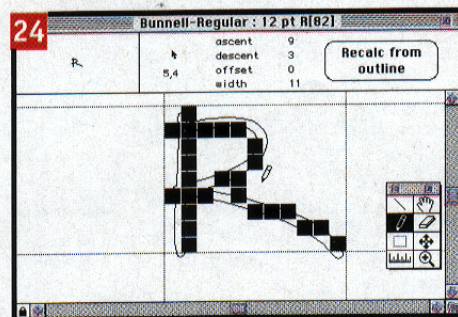 24
Bunnell-Regular : 12 pt R[82]
R
5,4
ascent 9
descent 3
offset 0
width 11
Recalc from
outline
R